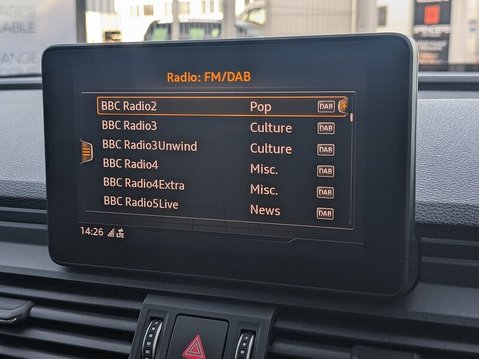 Radio: FM/DAB
BBC Radio2 Pop DAB
BBC Radio3 Culture DAB
BBC Radio3Unwind Culture DAB
BBC Radio4 Misc. DAB
BBC Radio4Extra Misc. DAB
BBC Radio5Live News DAB
14:26 LTE